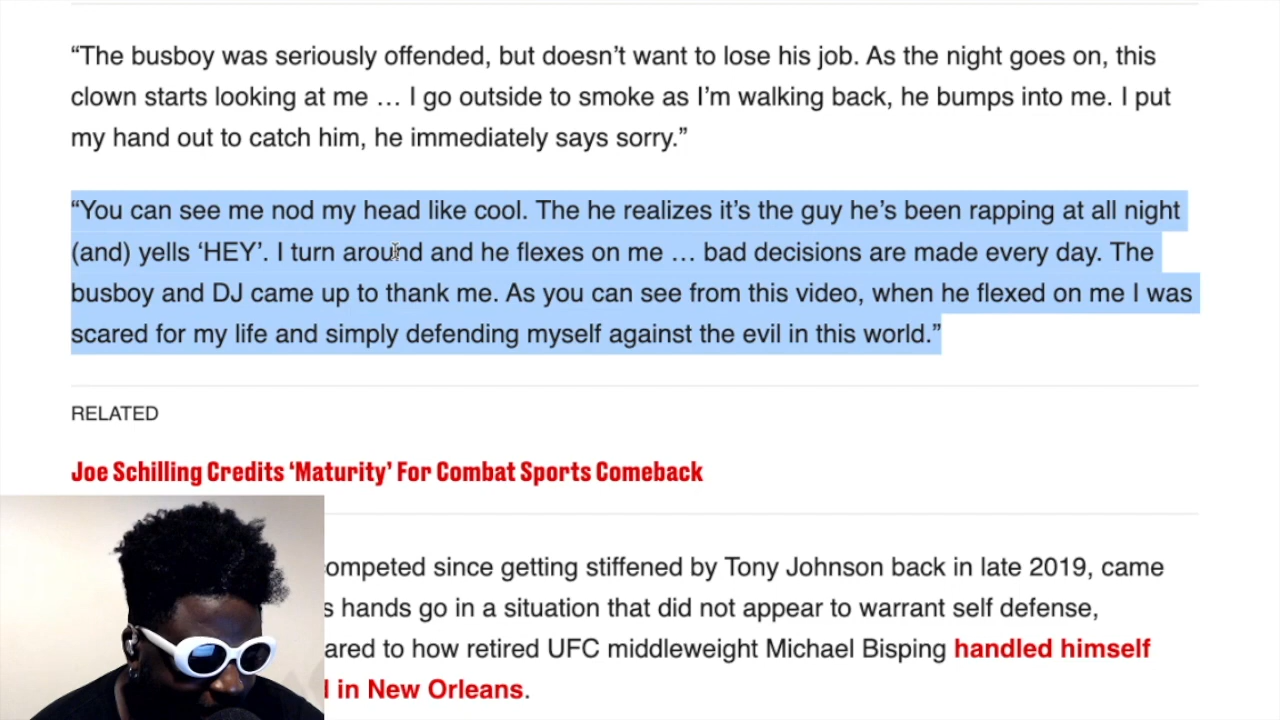 “The busboy was seriously offended, but doesn’t want to lose his job. As the night goes on, this
clown starts looking at me … I go outside to smoke as I’m walking back, he bumps into me. I put
my hand out to catch him, he immediately says sorry.”
“You can see me nod my head like cool. The he realizes it’s the guy he’s been rapping at all night
(and) yells ‘HEY’. I turn around and he flexes on me … bad decisions are made every day. The
busboy and DJ came up to thank me. As you can see from this video, when he flexed on me I was
scared for my life and simply defending myself against the evil in this world.”
RELATED
Joe Schilling Credits ‘Maturity’ For Combat Sports Comeback
ompeted since getting stiffened by Tony Johnson back in late 2019, came
s hands go in a situation that did not appear to warrant self defense,
ared to how retired UFC middleweight Michael Bisping handled himself
in New Orleans.